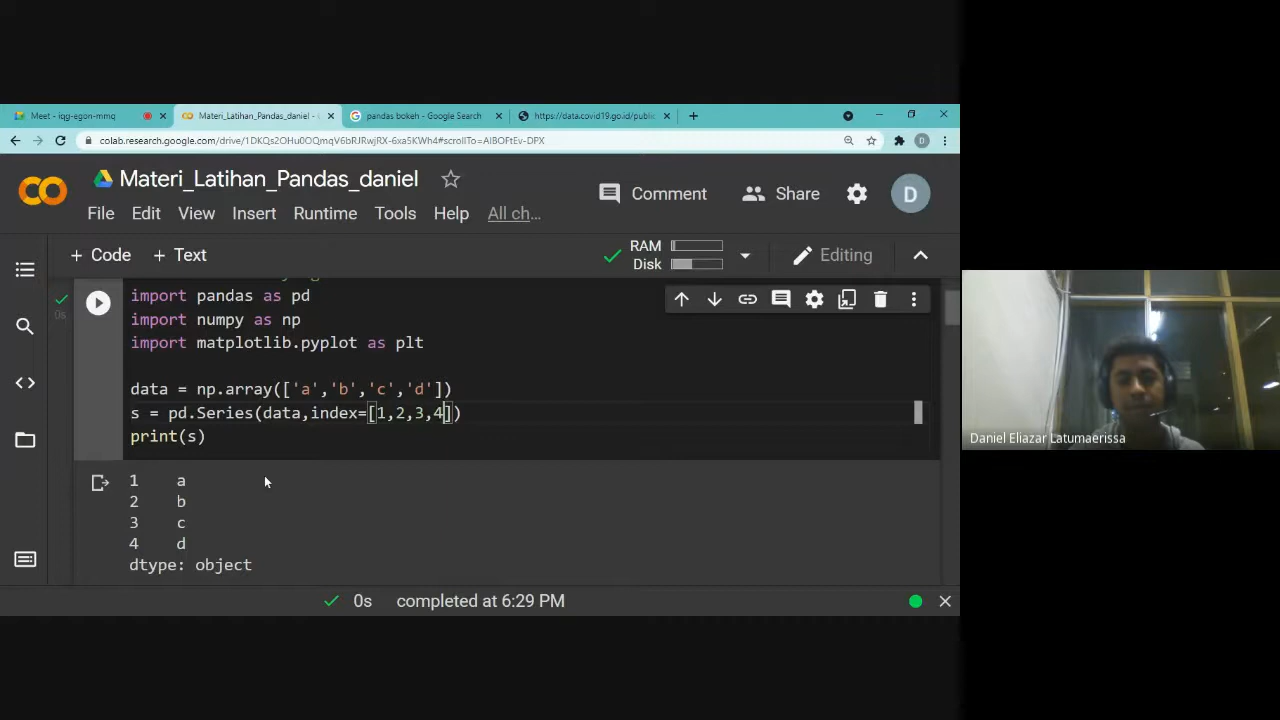 Meet - iqg-egon-mmq
Materi_Latihan_Pandas_daniel -
pandas bokeh - Google Search
https://data.covid19.go.id/public
colab.research.google.com/drive/1DKQs2OHu0OQmqV6bRJRwjRX-6xa5KWh4#scrollTo=AlBOFtEv-DPX
D
Materi_Latihan_Pandas_daniel
Comment
Share
D
File Edit View Insert Runtime Tools Help All ch...
+ Code + Text
RAM
Disk
Editing
import pandas as pd
import numpy as np
import matplotlib.pyplot as plt
data = np.array(['a','b','c','d'])
s = pd.Series(data,index=[1,2,3,4])
print(s)
0s
1 a
2 b
3 c
4 d
dtype: object
0s completed at 6:29 PM
Daniel Eliazar Latumaerissa